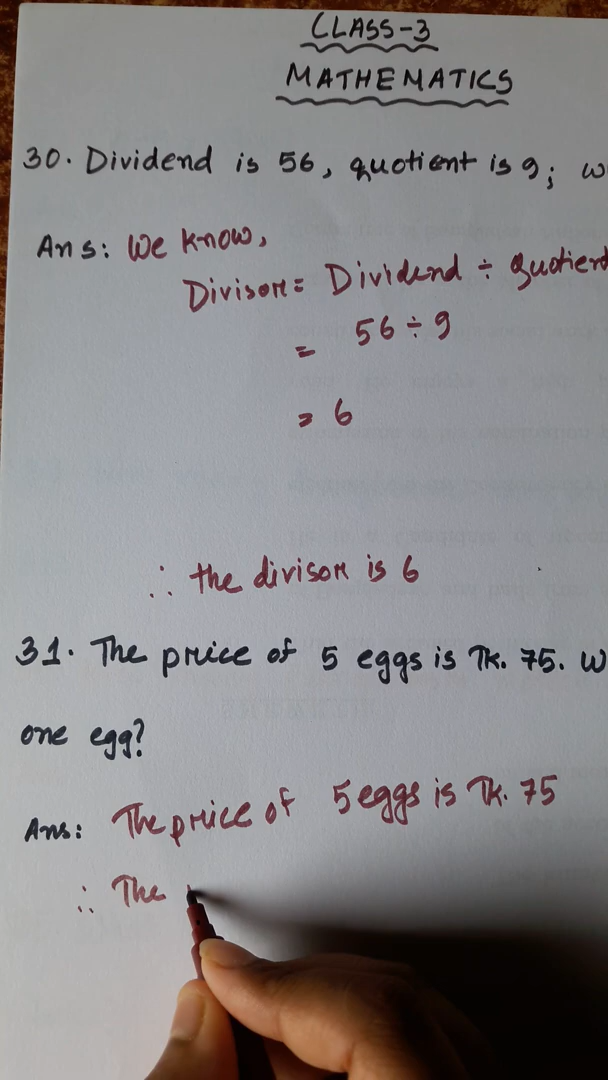 CLASS-3
MATHEMATICS
30. Dividend is 56, quotient is 9; w
Ans: We know,
Divisor = Dividend ÷ quotient
= 56 ÷ 9
= 6
∴ the divisor is 6
31. The price of 5 eggs is Tk. 75. W
one egg?
Ans: The price of 5 eggs is Tk. 75
∴ The